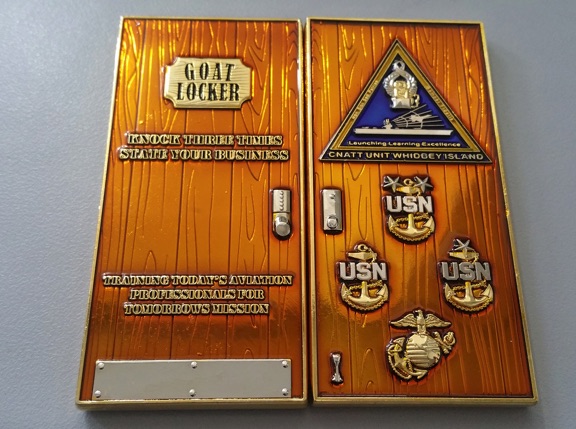 GOAT
LOCKER
KNOCK THREE TIMES
STATE YOUR BUSINESS
TRAINING TODAY'S AVIATION
PROFESSIONALS FOR
TOMORROWS MISSION
Launching Learning Excellence
CNATT UNIT WHIDBEY ISLAND
USN
USN
USN